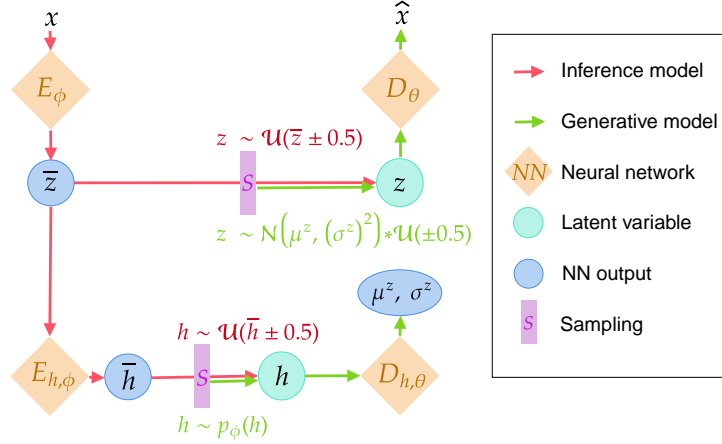 x
x̂
E_ϕ
D_θ
z ∼ 𝒰(z̄ ± 0.5)
z̄
S
z
z ∼ N(μ^z, (σ^z)^2)∗𝒰(±0.5)
μ^z, σ^z
h ∼ 𝒰(h̄ ± 0.5)
E_{h,ϕ}
h̄
S
h
D_{h,θ}
h ∼ p_ϕ(h)
Inference model
Generative model
NN Neural network
Latent variable
NN output
S Sampling